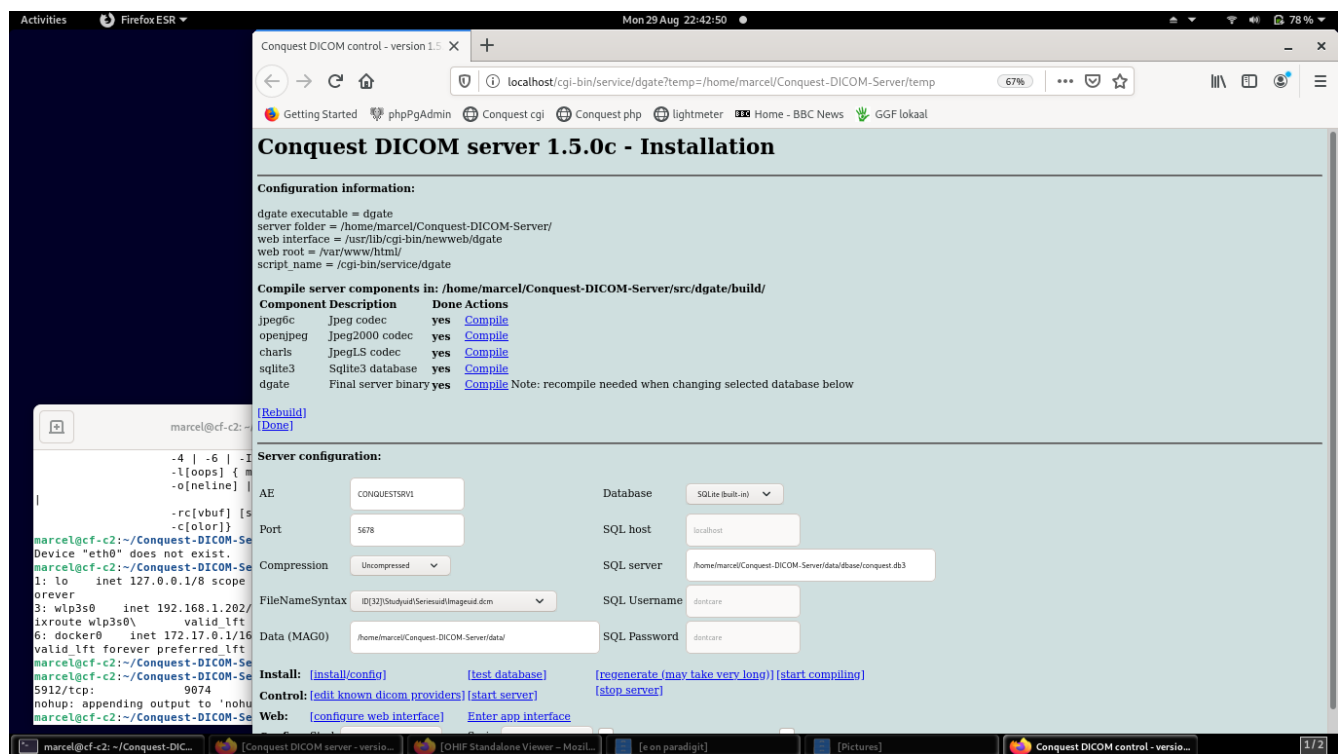 Activities Firefox ESR Mon 29 Aug 22:42:50 78 %
Conquest DICOM control - version 1.5
localhost/cgi-bin/service/dgate?temp=/home/marcel/Conquest-DICOM-Server/temp 67%
Getting Started phpPgAdmin Conquest cgi Conquest php lightmeter BBC Home - BBC News GGF lokaal
Conquest DICOM server 1.5.0c - Installation
Configuration information:
dgate executable = dgate
server folder = /home/marcel/Conquest-DICOM-Server/
web interface = /usr/lib/cgi-bin/newweb/dgate
web root = /var/www/html/
script_name = /cgi-bin/service/dgate
Compile server components in: /home/marcel/Conquest-DICOM-Server/src/dgate/build/
Component Description Done Actions
jpeg6c Jpeg codec yes Compile
openjpeg Jpeg2000 codec yes Compile
charls JpegLS codec yes Compile
sqlite3 Sqlite3 database yes Compile
dgate Final server binary yes Compile Note: recompile needed when changing selected database below
[Rebuild]
[Done]
Server configuration:
AE CONQUESTSRV1 Database SQLite (built-in)
Port 5678 SQL host localhost
Compression Uncompressed SQL server /home/marcel/Conquest-DICOM-Server/data/dbase/conquest.db3
FileNameSyntax ID[32]\Studyuid\Seriesuid\Imageuid.dcm SQL Username dontcare
Data (MAG0) /home/marcel/Conquest-DICOM-Server/data/ SQL Password dontcare
Install: [install/config] [test database] [regenerate (may take very long)] [start compiling]
Control: [edit known dicom providers] [start server] [stop server]
Web: [configure web interface] Enter app interface
marcel@cf-c2: ~/
-4 | -6 | -I
-l[oops] { m
-o[neline] |
|
-rc[vbuf] [s
-c[olor]}
marcel@cf-c2:~/Conquest-DICOM-Se
Device "eth0" does not exist.
marcel@cf-c2:~/Conquest-DICOM-Se
1: lo inet 127.0.0.1/8 scope
orever
3: wlp3s0 inet 192.168.1.202/
ixroute wlp3s0\ valid_lft
6: docker0 inet 172.17.0.1/16
valid_lft forever preferred_lft
marcel@cf-c2:~/Conquest-DICOM-Se
marcel@cf-c2:~/Conquest-DICOM-Se
5912/tcp: 9074
nohup: appending output to 'nohu
marcel@cf-c2:~/Conquest-DICOM-Se
marcel@cf-c2: ~/Conquest-DIC... [Conquest DICOM server - versio... [OHIF Standalone Viewer – Mozil... [e on paradigit] [Pictures] Conquest DICOM control - versio... 1/2